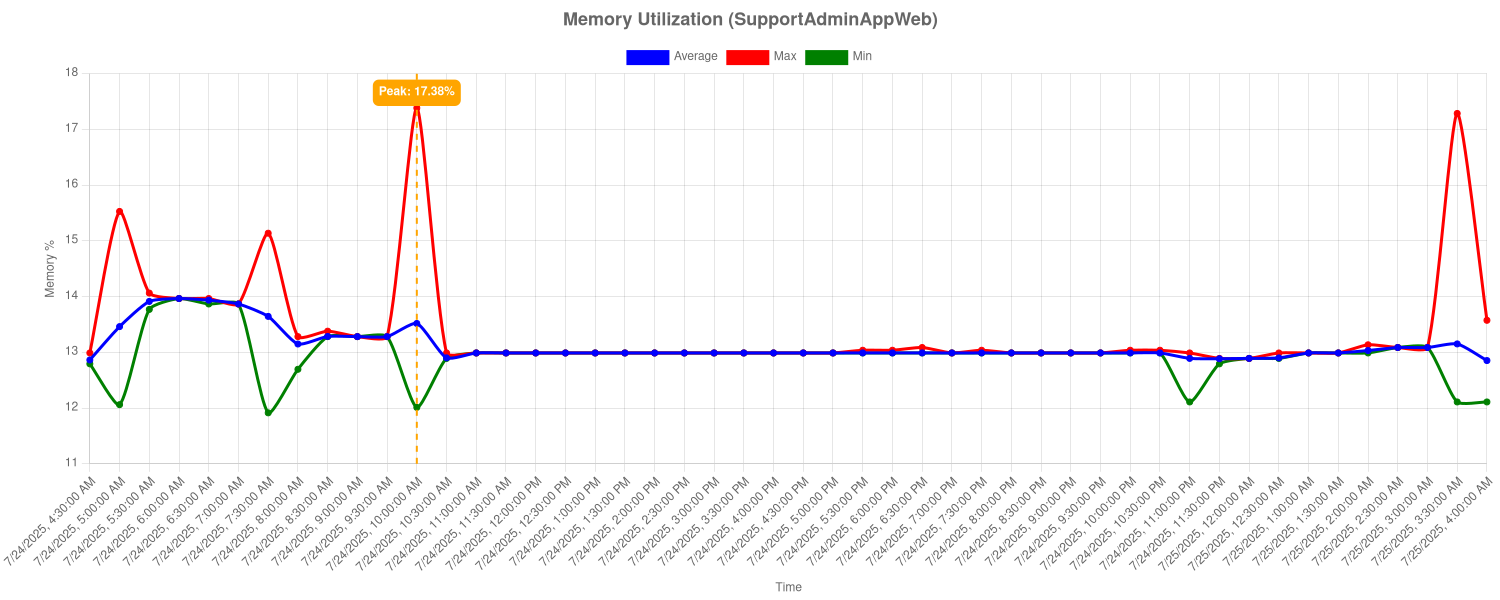 Memory Utilization (SupportAdminAppWeb)
Average Max Min
Peak: 17.38%
Memory %
18
17
16
15
14
13
12
11
7/24/2025, 4:30:00 AM
7/24/2025, 5:00:00 AM
7/24/2025, 5:30:00 AM
7/24/2025, 6:00:00 AM
7/24/2025, 6:30:00 AM
7/24/2025, 7:00:00 AM
7/24/2025, 7:30:00 AM
7/24/2025, 8:00:00 AM
7/24/2025, 8:30:00 AM
7/24/2025, 9:00:00 AM
7/24/2025, 9:30:00 AM
7/24/2025, 10:00:00 AM
7/24/2025, 10:30:00 AM
7/24/2025, 11:00:00 AM
7/24/2025, 11:30:00 AM
7/24/2025, 12:00:00 PM
7/24/2025, 12:30:00 PM
7/24/2025, 1:00:00 PM
7/24/2025, 1:30:00 PM
7/24/2025, 2:00:00 PM
7/24/2025, 2:30:00 PM
7/24/2025, 3:00:00 PM
7/24/2025, 3:30:00 PM
7/24/2025, 4:00:00 PM
7/24/2025, 4:30:00 PM
7/24/2025, 5:00:00 PM
7/24/2025, 5:30:00 PM
7/24/2025, 6:00:00 PM
7/24/2025, 6:30:00 PM
7/24/2025, 7:00:00 PM
7/24/2025, 7:30:00 PM
7/24/2025, 8:00:00 PM
7/24/2025, 8:30:00 PM
7/24/2025, 9:00:00 PM
7/24/2025, 9:30:00 PM
7/24/2025, 10:00:00 PM
7/24/2025, 10:30:00 PM
7/24/2025, 11:00:00 PM
7/24/2025, 11:30:00 PM
7/25/2025, 12:00:00 AM
7/25/2025, 12:30:00 AM
7/25/2025, 1:00:00 AM
7/25/2025, 1:30:00 AM
7/25/2025, 2:00:00 AM
7/25/2025, 2:30:00 AM
7/25/2025, 3:00:00 AM
7/25/2025, 3:30:00 AM
7/25/2025, 4:00:00 AM
Time